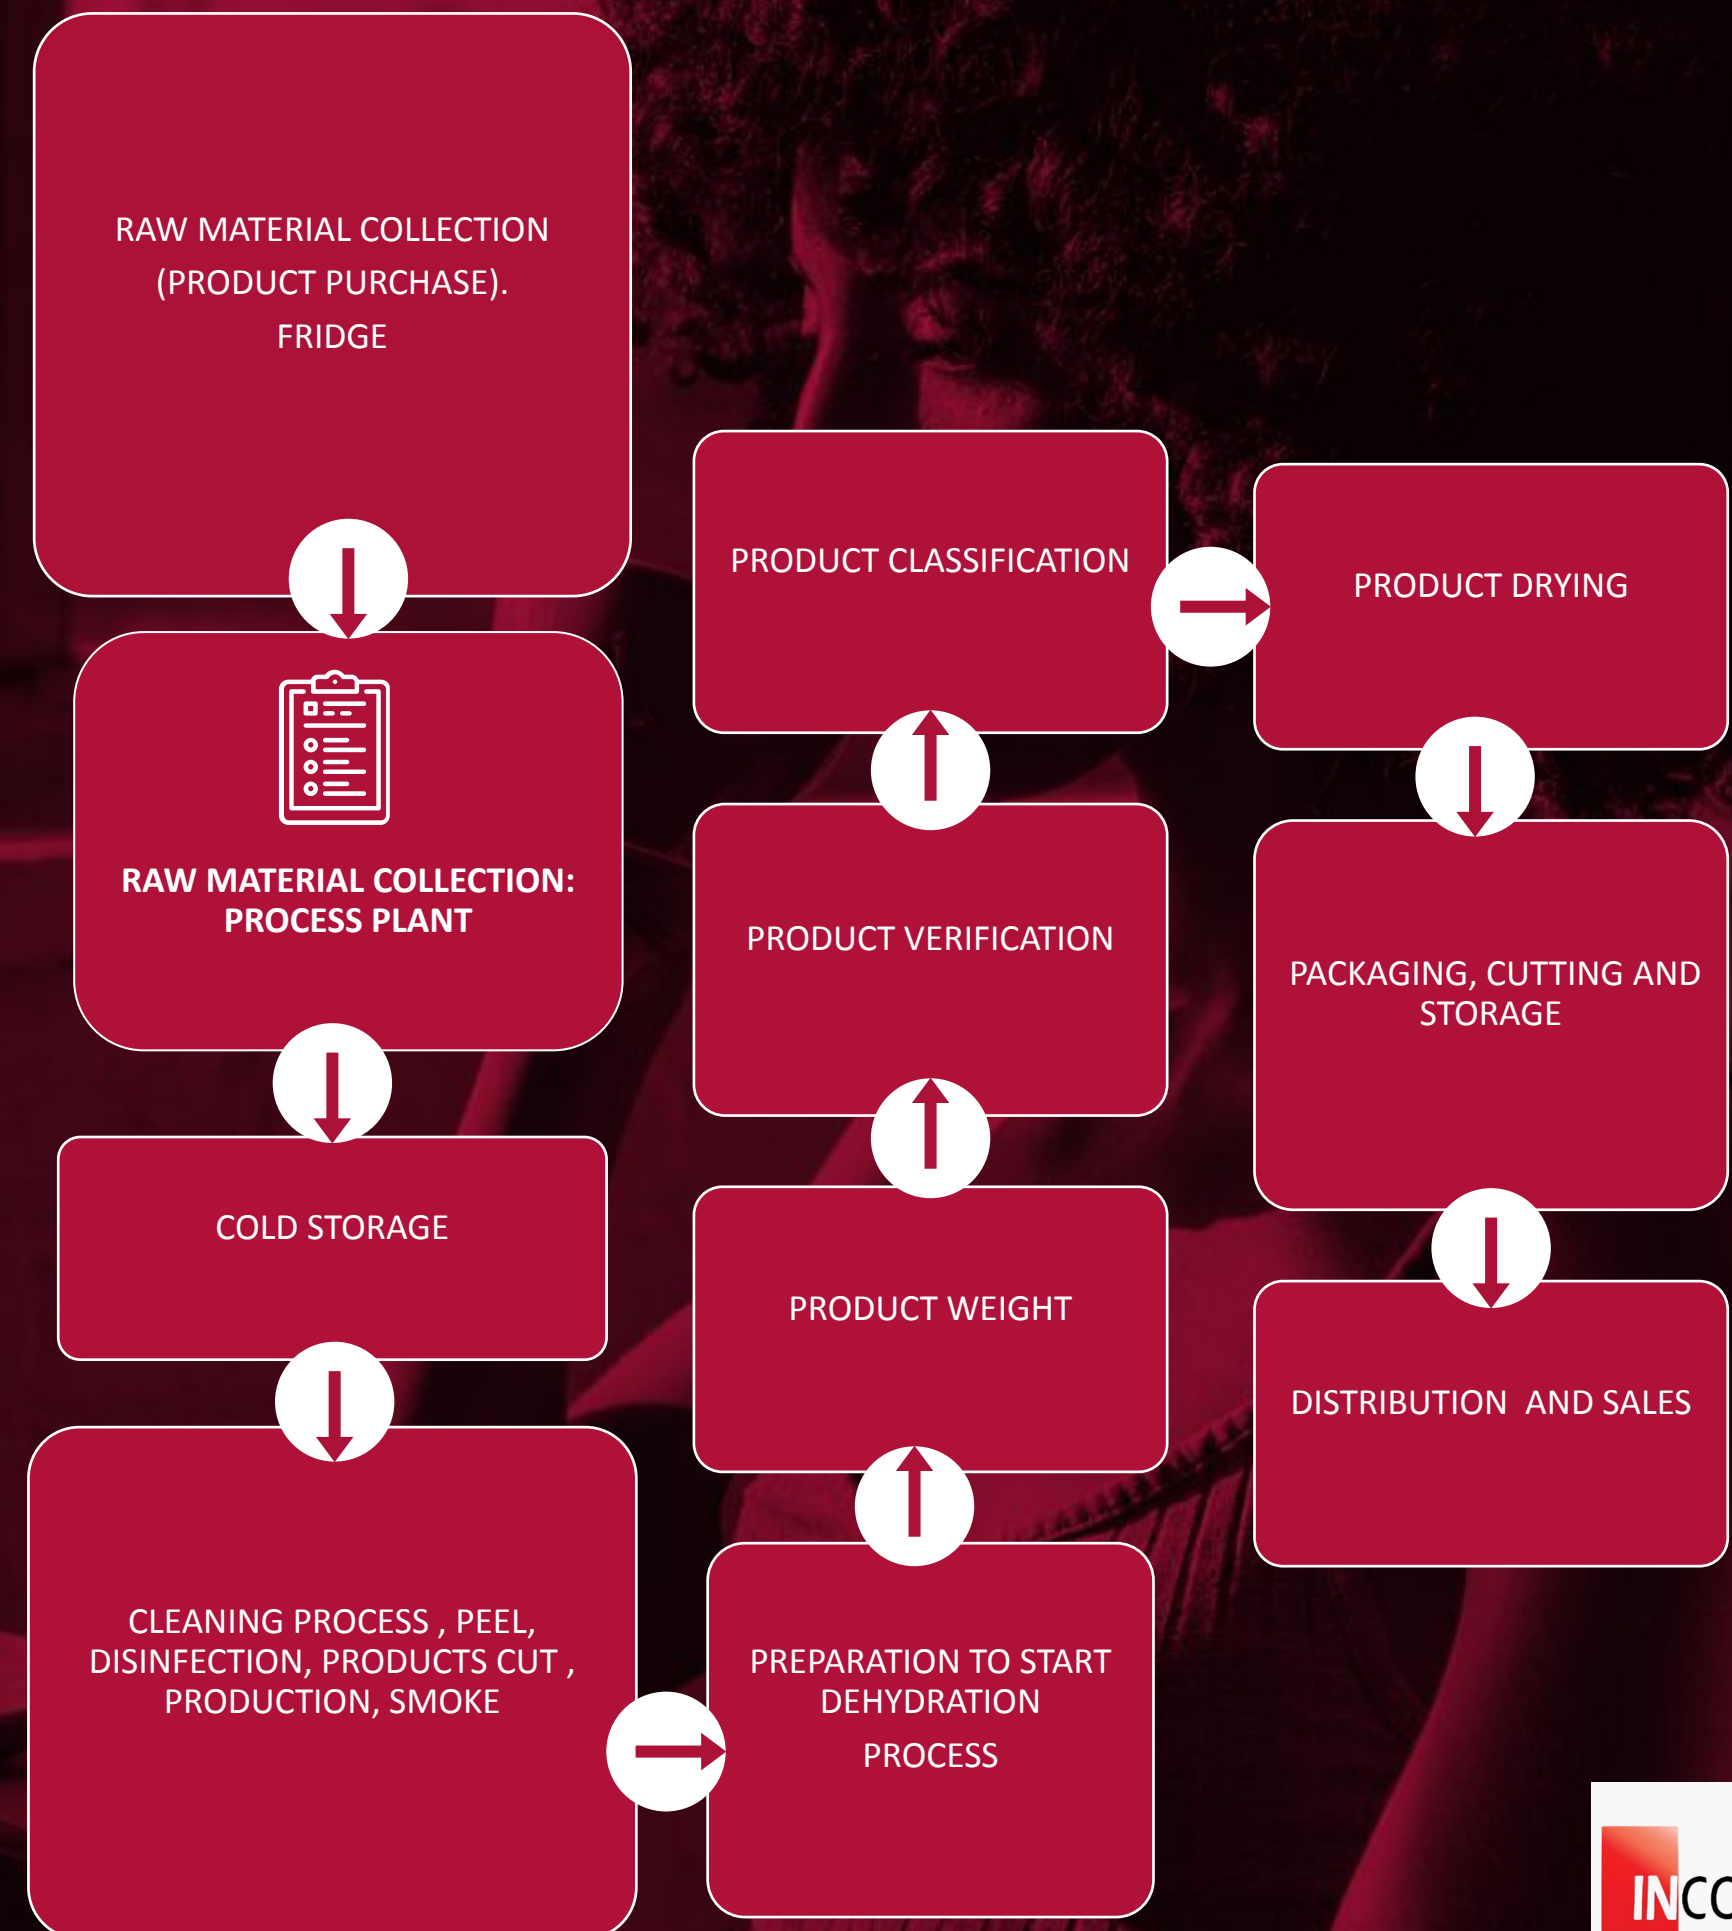 RAW MATERIAL COLLECTION
(PRODUCT PURCHASE).
FRIDGE
RAW MATERIAL COLLECTION:
PROCESS PLANT
COLD STORAGE
CLEANING PROCESS , PEEL,
DISINFECTION, PRODUCTS CUT ,
PRODUCTION, SMOKE
PREPARATION TO START
DEHYDRATION
PROCESS
PRODUCT WEIGHT
PRODUCT VERIFICATION
PRODUCT CLASSIFICATION
PRODUCT DRYING
PACKAGING, CUTTING AND
STORAGE
DISTRIBUTION  AND SALES